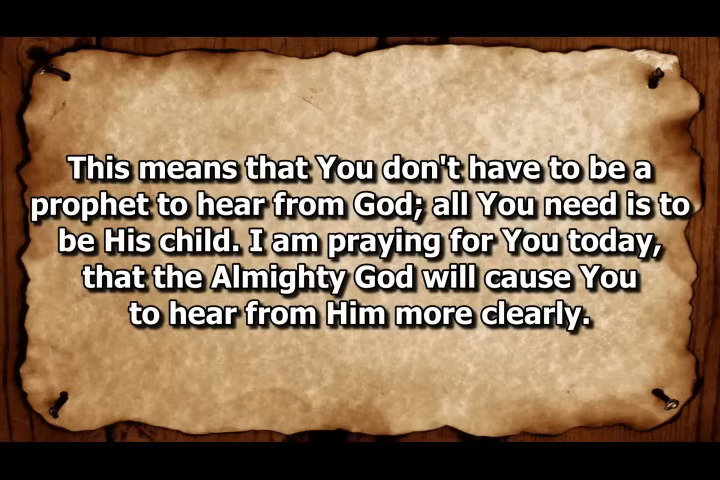 This means that You don't have to be a
prophet to hear from God; all You need is to
be His child. I am praying for You today,
that the Almighty God will cause You
to hear from Him more clearly.